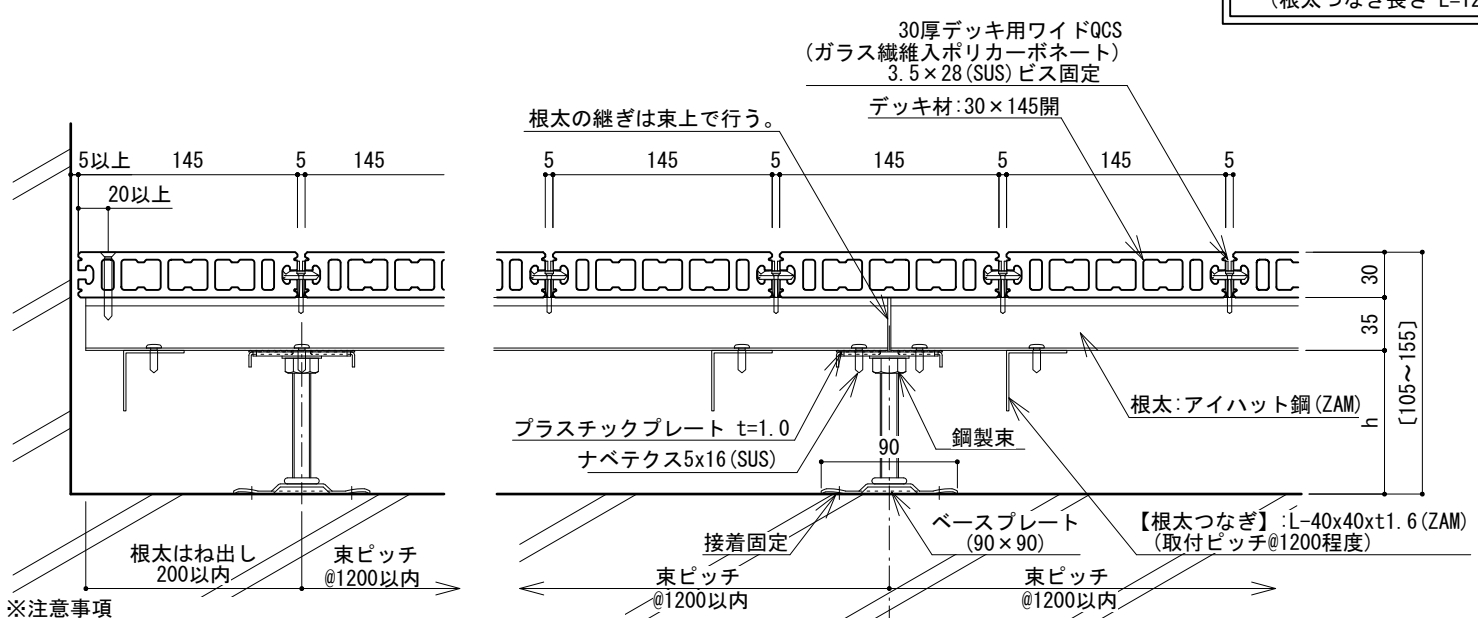 (根太つなぎ長さ L=12
30厚デッキ用ワイドQCS
(ガラス繊維入ポリカーボネート)
3.5×28(SUS)ビス固定
デッキ材:30×145開
根太の継ぎは束上で行う。
5以上 145 5 145 5 145 5 145 5 145 5
20以上
30
35
h
[105~155]
根太:アイハット鋼(ZAM)
プラスチックプレート t=1.0
ナベテクス5x16(SUS)
90
鋼製束
接着固定
ベースプレート
(90×90)
【根太つなぎ】:L-40x40xt1.6(ZAM)
(取付ピッチ@1200程度)
根太はね出し
200以内
束ピッチ
@1200以内
束ピッチ
@1200以内
束ピッチ
@1200以内
※注意事項